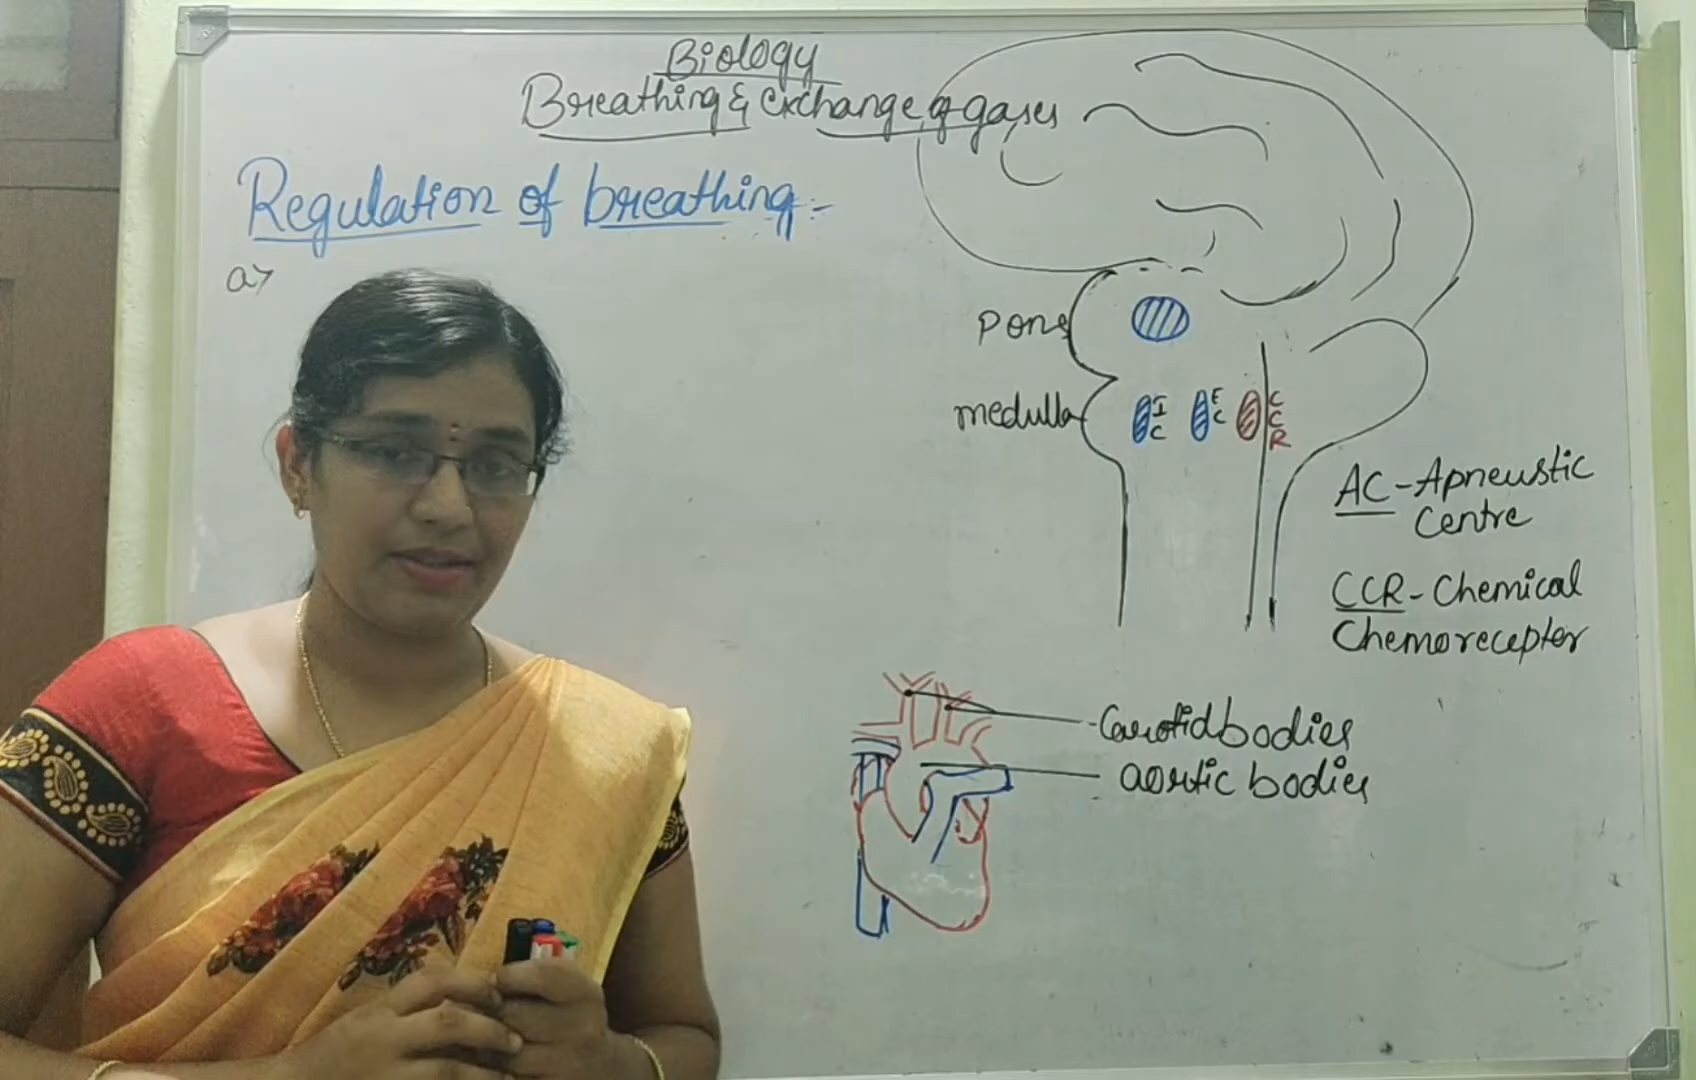 Biology
Breathing & exchange of gases
Regulation of breathing :-
a>
Pons
medulla
I
C
E
C
C
C
R
AC - Apneustic
Centre
CCR - Chemical
Chemoreceptor
Carotid bodies
aortic bodies